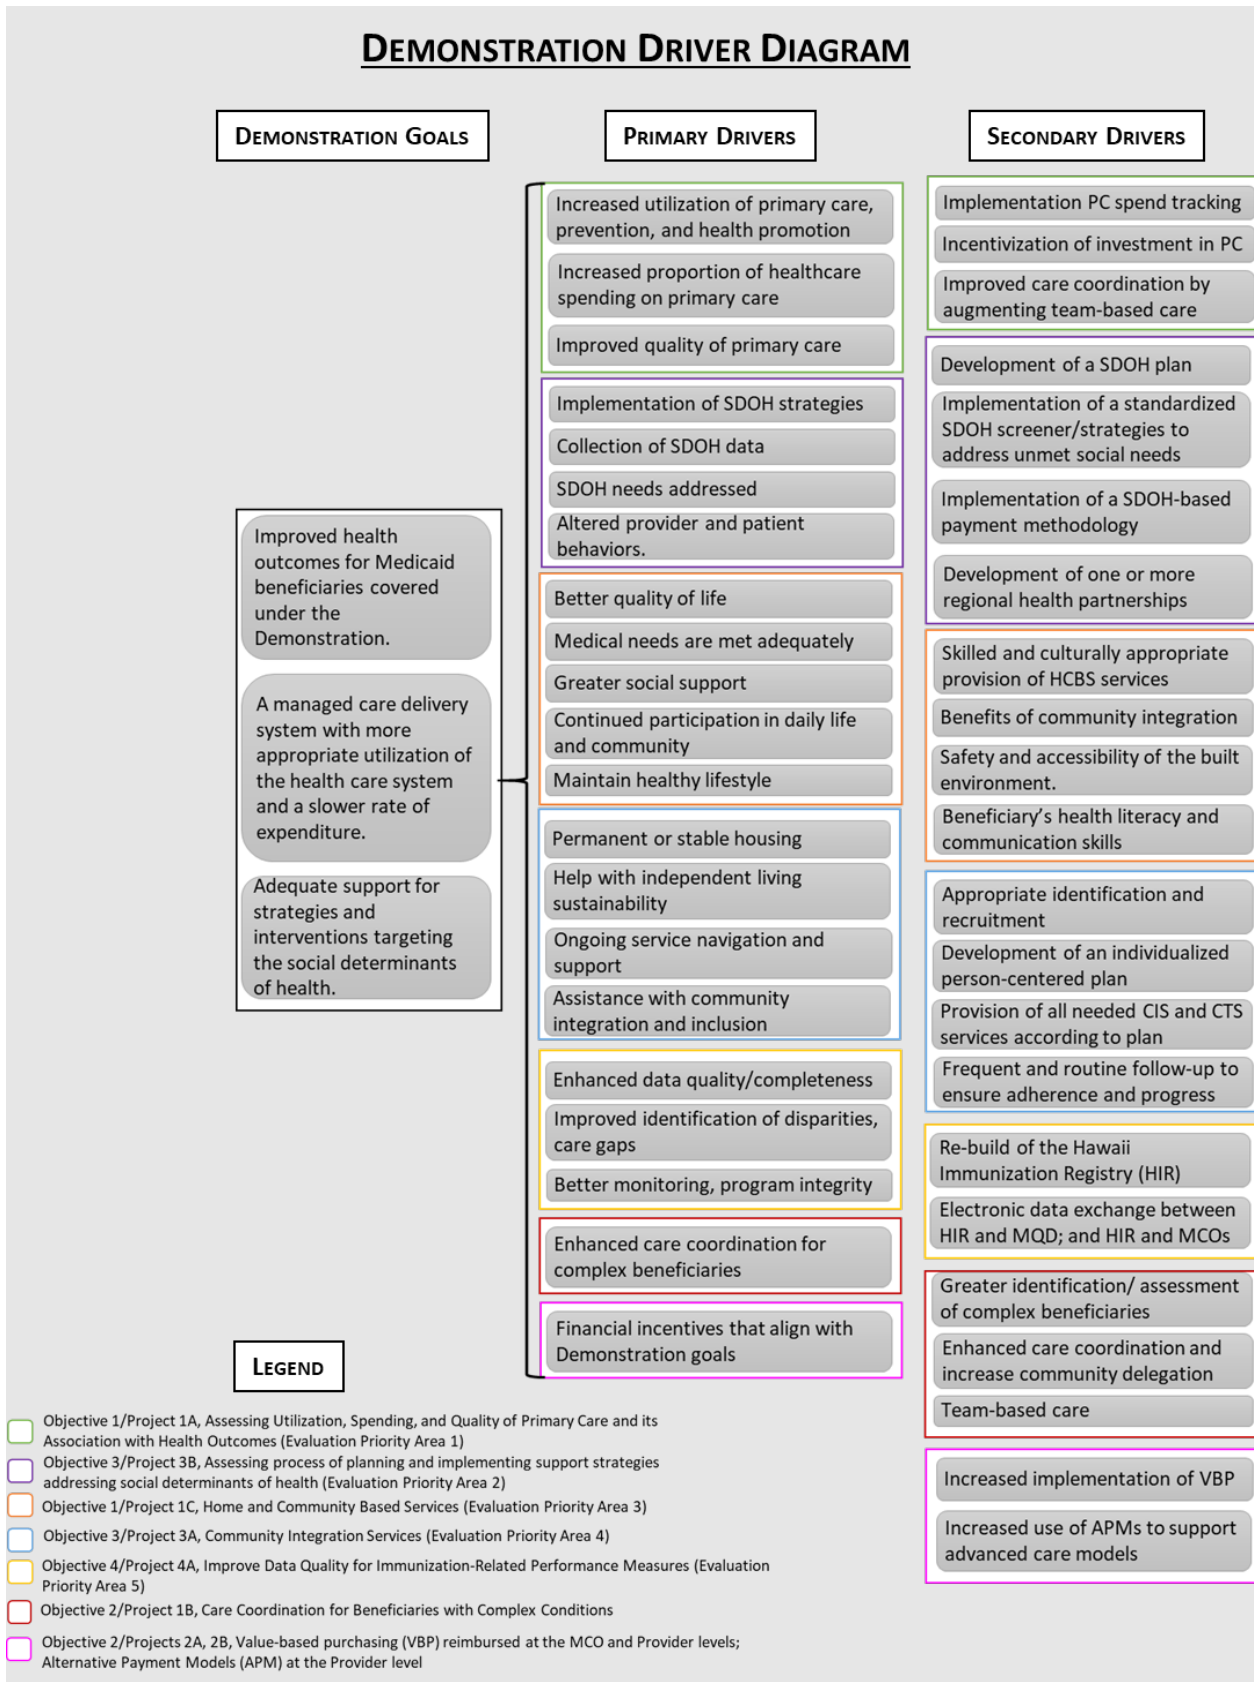 DEMONSTRATION DRIVER DIAGRAM
DEMONSTRATION GOALS
Improved health
outcomes for Medicaid
beneficiaries covered
under the
Demonstration.
A managed care delivery
system with more
appropriate utilization of
the health care system
and a slower rate of
expenditure.
Adequate support for
strategies and
interventions targeting
the social determinants
of health.
PRIMARY DRIVERS
Increased utilization of primary care,
prevention, and health promotion
Increased proportion of healthcare
spending on primary care
Improved quality of primary care
Implementation of SDOH strategies
Collection of SDOH data
SDOH needs addressed
Altered provider and patient
behaviors.
Better quality of life
Medical needs are met adequately
Greater social support
Continued participation in daily life
and community
Maintain healthy lifestyle
Permanent or stable housing
Help with independent living
sustainability
Ongoing service navigation and
support
Assistance with community
integration and inclusion
Enhanced data quality/completeness
Improved identification of disparities,
care gaps
Better monitoring, program integrity
Enhanced care coordination for
complex beneficiaries
Financial incentives that align with
Demonstration goals
SECONDARY DRIVERS
Implementation PC spend tracking
Incentivization of investment in PC
Improved care coordination by
augmenting team-based care
Development of a SDOH plan
Implementation of a standardized
SDOH screener/strategies to
address unmet social needs
Implementation of a SDOH-based
payment methodology
Development of one or more
regional health partnerships
Skilled and culturally appropriate
provision of HCBS services
Benefits of community integration
Safety and accessibility of the built
environment.
Beneficiary’s health literacy and
communication skills
Appropriate identification and
recruitment
Development of an individualized
person-centered plan
Provision of all needed CIS and CTS
services according to plan
Frequent and routine follow-up to
ensure adherence and progress
Re-build of the Hawaii
Immunization Registry (HIR)
Electronic data exchange between
HIR and MQD; and HIR and MCOs
Greater identification/ assessment
of complex beneficiaries
Enhanced care coordination and
increase community delegation
Team-based care
Increased implementation of VBP
Increased use of APMs to support
advanced care models
LEGEND
Objective 1/Project 1A, Assessing Utilization, Spending, and Quality of Primary Care and its
Association with Health Outcomes (Evaluation Priority Area 1)
Objective 3/Project 3B, Assessing process of planning and implementing support strategies
addressing social determinants of health (Evaluation Priority Area 2)
Objective 1/Project 1C, Home and Community Based Services (Evaluation Priority Area 3)
Objective 3/Project 3A, Community Integration Services (Evaluation Priority Area 4)
Objective 4/Project 4A, Improve Data Quality for Immunization-Related Performance Measures (Evaluation
Priority Area 5)
Objective 2/Project 1B, Care Coordination for Beneficiaries with Complex Conditions
Objective 2/Projects 2A, 2B, Value-based purchasing (VBP) reimbursed at the MCO and Provider levels;
Alternative Payment Models (APM) at the Provider level